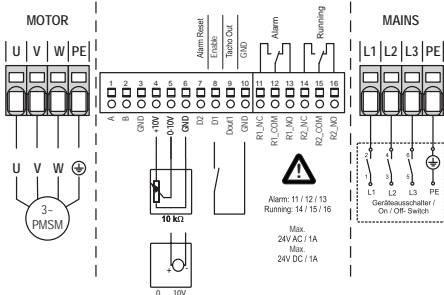 MOTOR
U V W PE
U V W
3~
PMSM
Alarm Reset
Enable
Tacho Out
GND
Alarm
Running
1 2 3 4 5 6 7 8 9 10 11 12 13 14 15 16
A
B
GND
+10V
0-10V
GND
D2
D1
Dout1
GND
R1_NC
R1_COM
R1_NO
R2_NC
R2_COM
R2_NO
10 kΩ
+ -
0 10V
Alarm: 11 / 12 / 13
Running: 14 / 15 / 16
Max.
24V AC / 1A
Max.
24V DC / 1A
MAINS
L1 L2 L3 PE
2 4 6
1 3 5
L1 L2 L3 PE
Geräteausschalter /
On / Off- Switch